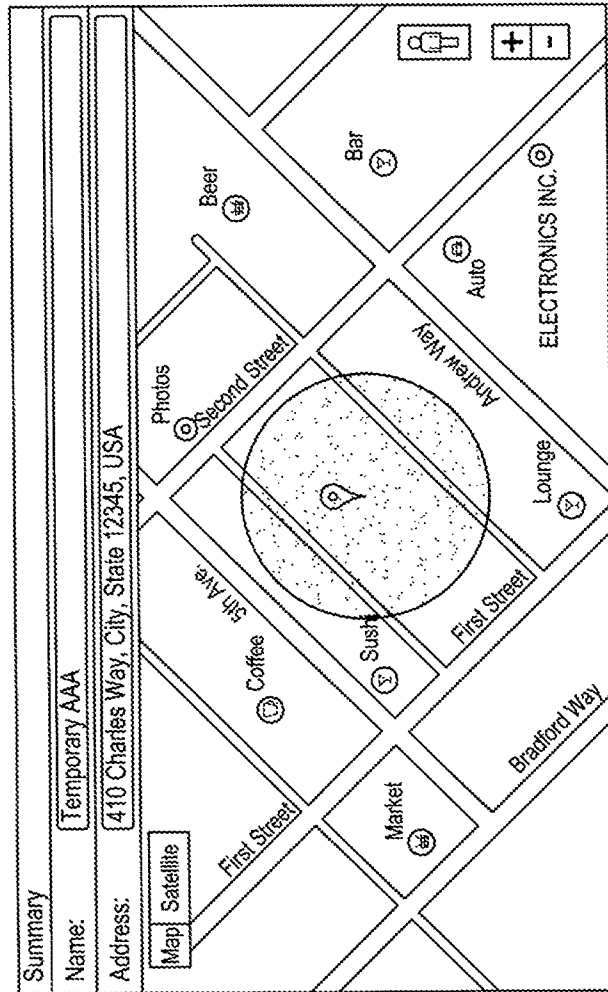 Summary
Name: Temporary AAA
Address: 410 Charles Way, City, State 12345, USA
Map Satellite
First Street
Coffee
5th Ave.
Photos
Second Street
Beer
Bar
Market
Sushi
First Street
Andrew Way
Auto
Lounge
ELECTRONICS INC.
Bradford Way
+
-